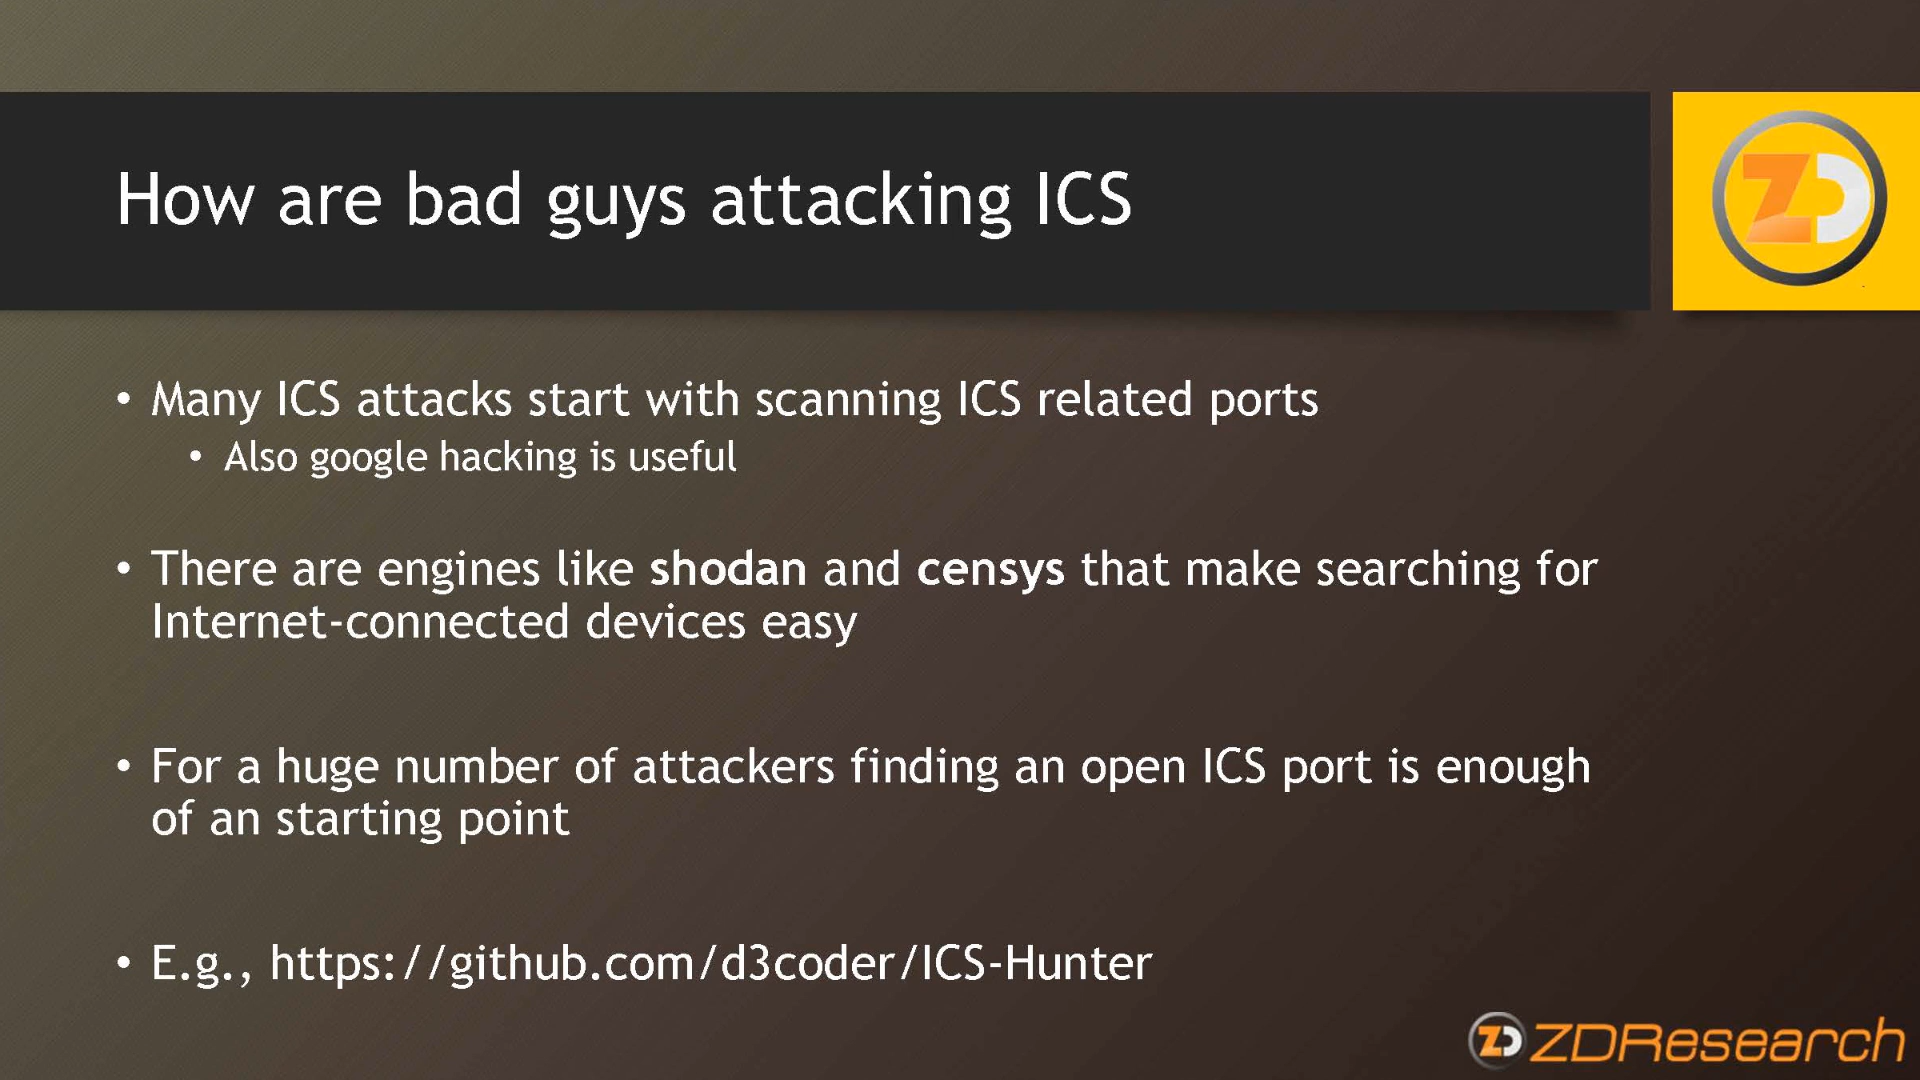 How are bad guys attacking ICS
ZD
• Many ICS attacks start with scanning ICS related ports
• Also google hacking is useful
• There are engines like shodan and censys that make searching for
Internet-connected devices easy
• For a huge number of attackers finding an open ICS port is enough
of an starting point
• E.g., https://github.com/d3coder/ICS-Hunter
ZD ZDResearch